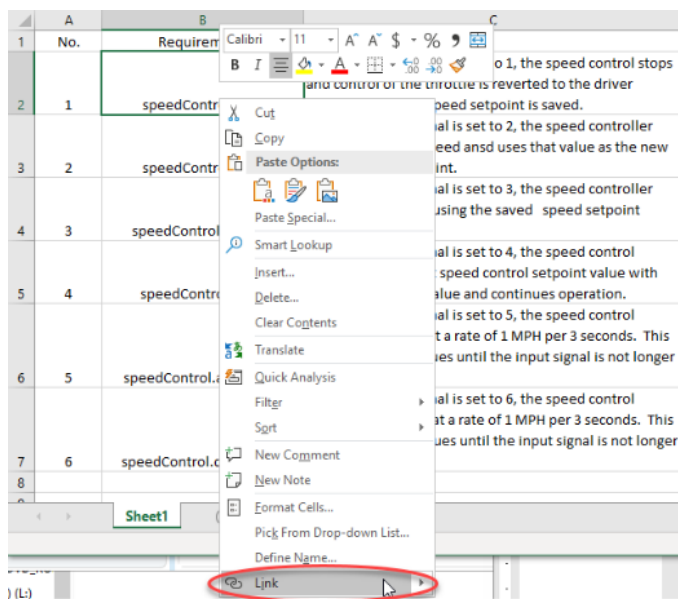 A B C
Calibri 11 A^ A˅ $ % 9
B I A .00
1 No. Requirem
o 1, the speed control stops
and control of the throttle is reverted to the driver
2 1 speedContr
peed setpoint is saved.
al is set to 2, the speed controller
eed ansd uses that value as the new
3 2 speedContr
int.
al is set to 3, the speed controller
using the saved speed setpoint
4 3 speedControl
al is set to 4, the speed control
speed control setpoint value with
5 4 speedContro
alue and continues operation.
al is set to 5, the speed control
t a rate of 1 MPH per 3 seconds. This
ues until the input signal is not longer
6 5 speedControl.a
al is set to 6, the speed control
at a rate of 1 MPH per 3 seconds. This
ues until the input signal is not longer
7 6 speedControl.c
8
Cut
Copy
Paste Options:
Paste Special...
Smart Lookup
Insert...
Delete...
Clear Contents
Translate
Quick Analysis
Filter
Sort
New Comment
New Note
Format Cells...
Pick From Drop-down List...
Define Name...
Link
Sheet1
) (L:)